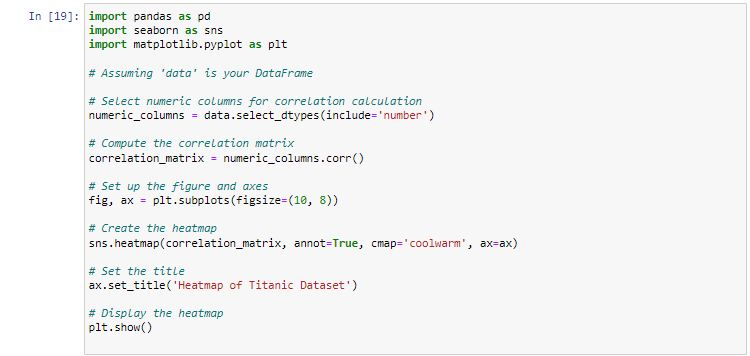 In [19]: import pandas as pd
import seaborn as sns
import matplotlib.pyplot as plt
# Assuming 'data' is your DataFrame
# Select numeric columns for correlation calculation
numeric_columns = data.select_dtypes(include='number')
# Compute the correlation matrix
correlation_matrix = numeric_columns.corr()
# Set up the figure and axes
fig, ax = plt.subplots(figsize=(10, 8))
# Create the heatmap
sns.heatmap(correlation_matrix, annot=True, cmap='coolwarm', ax=ax)
# Set the title
ax.set_title('Heatmap of Titanic Dataset')
# Display the heatmap
plt.show()